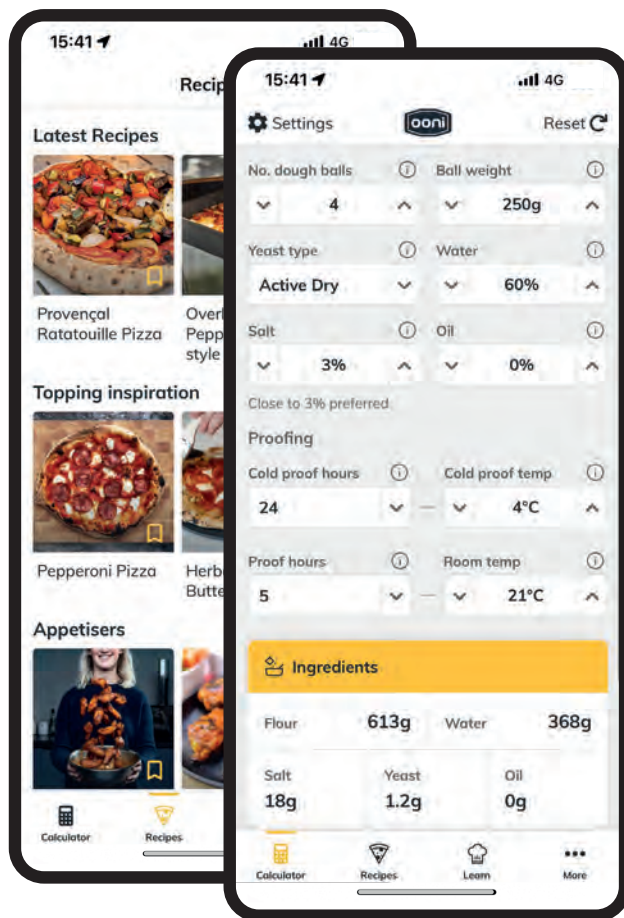 15:41
4G
Latest Recipes
Provençal
Ratatouille Pizza
Pepp
style
Topping inspiration
Pepperoni Pizza
Herb
Butte
Appetisers
Calculator
Recipes
15:41
4G
Settings
ooni
Reset
No. dough balls
Ball weight
4
250g
Yeast type
Water
Active Dry
60%
Salt
Oil
3%
0%
Close to 3% preferred
Proofing
Cold proof hours
Cold proof temp
24
4°C
Proof hours
Room temp
5
21°C
Ingredients
Flour
613g
Water
368g
Salt
Yeast
Oil
18g
1.2g
0g
Calculator
Recipes
Learn
More